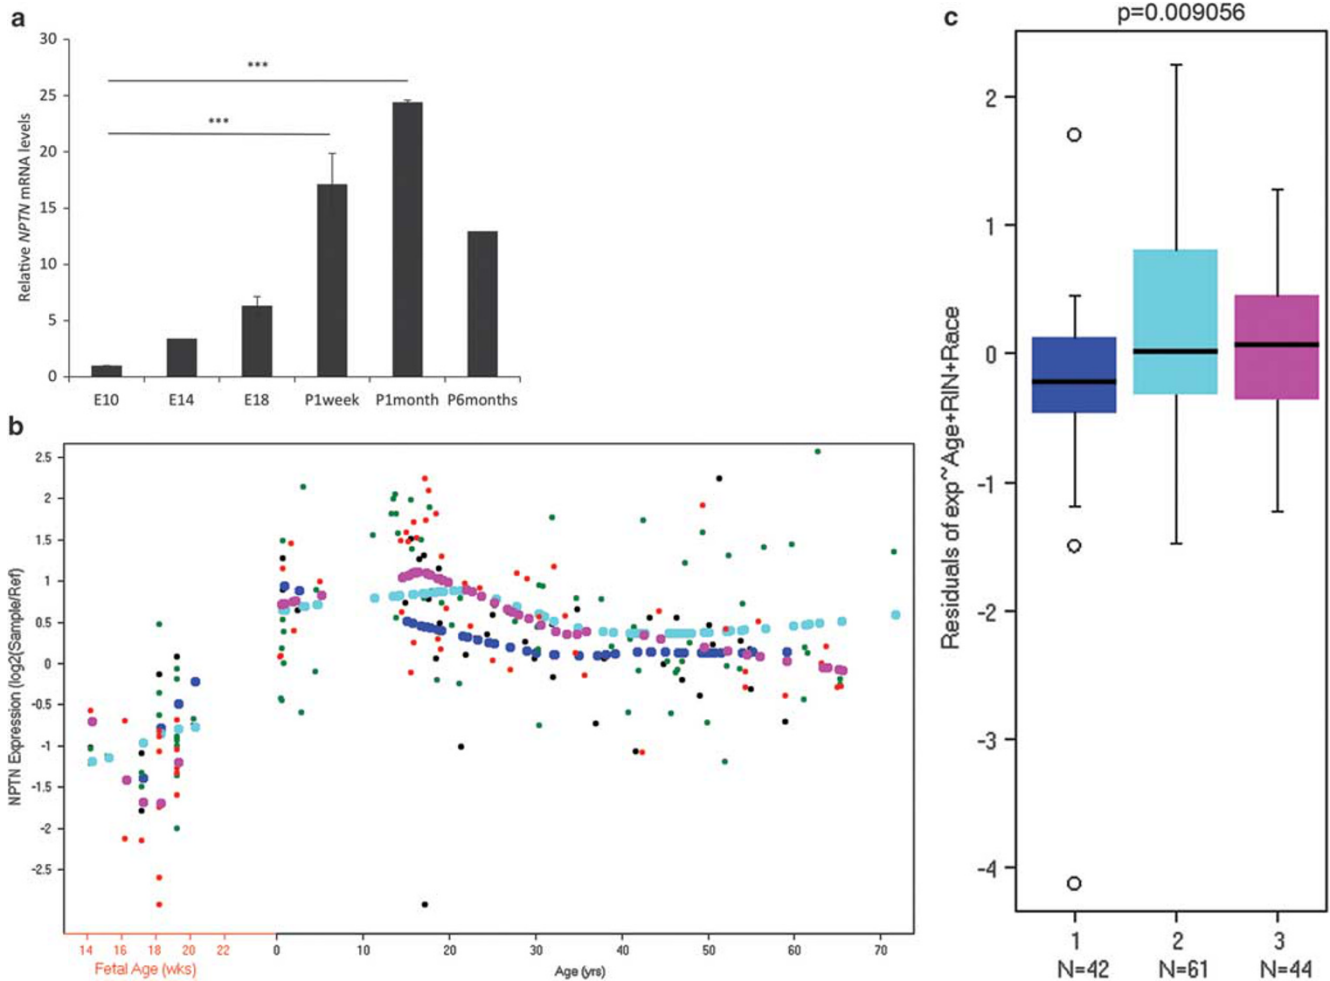 a
30
25
20
15
10
5
0
Relative NPTN mRNA levels
***
***
E10 E14 E18 P1week P1month P6months
b
2.5
2
1.5
1
0.5
0
-0.5
-1
-1.5
-2
-2.5
NPTN Expression (log2(Sample/Ref)
14 16 18 20 22 0 10 20 30 40 50 60 70
Fetal Age (wks) Age (yrs)
c
p=0.009056
2
1
0
-1
-2
-3
-4
Residuals of exp~Age+RIN+Race
1 2 3
N=42 N=61 N=44